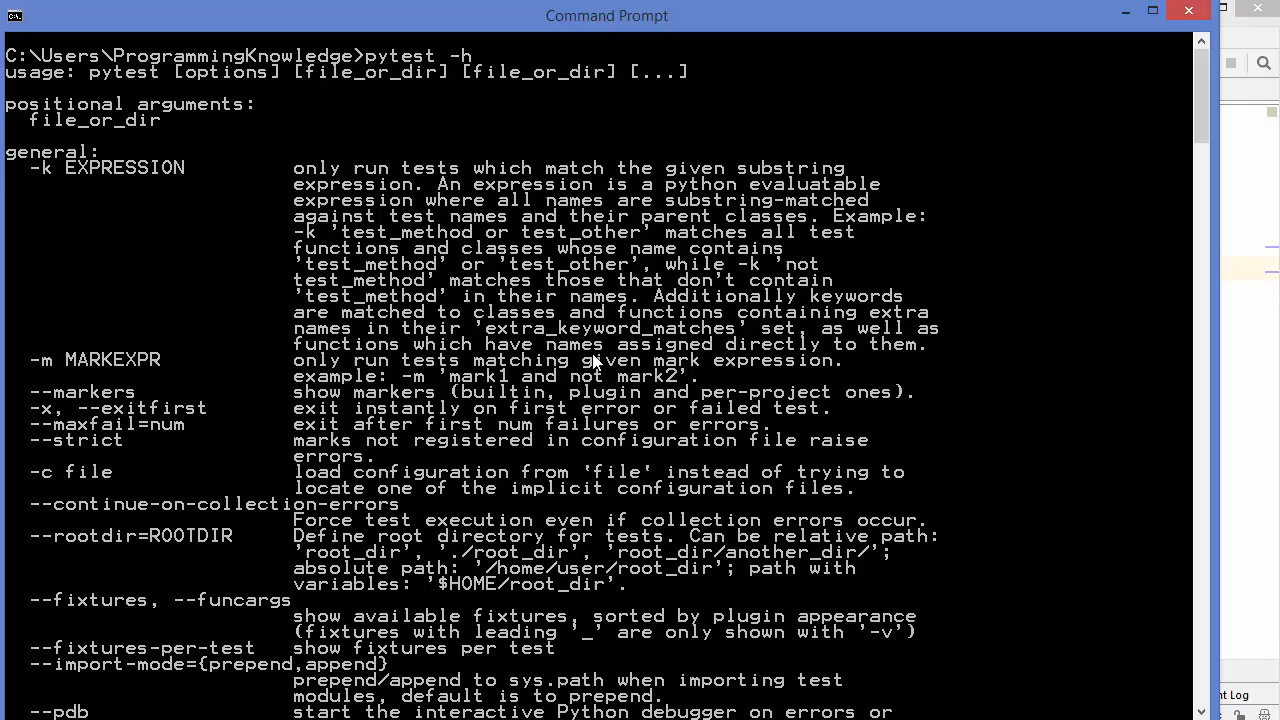 Command Prompt
C:\Users\ProgrammingKnowledge>pytest -h
usage: pytest [options] [file_or_dir] [file_or_dir] [...]
positional arguments:
file_or_dir
general:
-k EXPRESSION only run tests which match the given substring
expression. An expression is a python evaluatable
expression where all names are substring-matched
against test names and their parent classes. Example:
-k 'test_method or test_other' matches all test
functions and classes whose name contains
'test_method' or 'test_other', while -k 'not
test_method' matches those that don't contain
'test_method' in their names. Additionally keywords
are matched to classes and functions containing extra
names in their 'extra_keyword_matches' set, as well as
functions which have names assigned directly to them.
-m MARKEXPR only run tests matching given mark expression.
example: -m 'mark1 and not mark2'.
--markers show markers (builtin, plugin and per-project ones).
-x, --exitfirst exit instantly on first error or failed test.
--maxfail=num exit after first num failures or errors.
--strict marks not registered in configuration file raise
errors.
-c file load configuration from 'file' instead of trying to
locate one of the implicit configuration files.
--continue-on-collection-errors
Force test execution even if collection errors occur.
--rootdir=ROOTDIR Define root directory for tests. Can be relative path:
'root_dir', './root_dir', 'root_dir/another_dir/';
absolute path: '/home/user/root_dir'; path with
variables: '$HOME/root_dir'.
--fixtures, --funcargs
show available fixtures, sorted by plugin appearance
(fixtures with leading '_' are only shown with '-v')
--fixtures-per-test show fixtures per test
--import-mode={prepend,append}
prepend/append to sys.path when importing test
modules, default is to prepend.
--pdb start the interactive Python debugger on errors or
nt Log